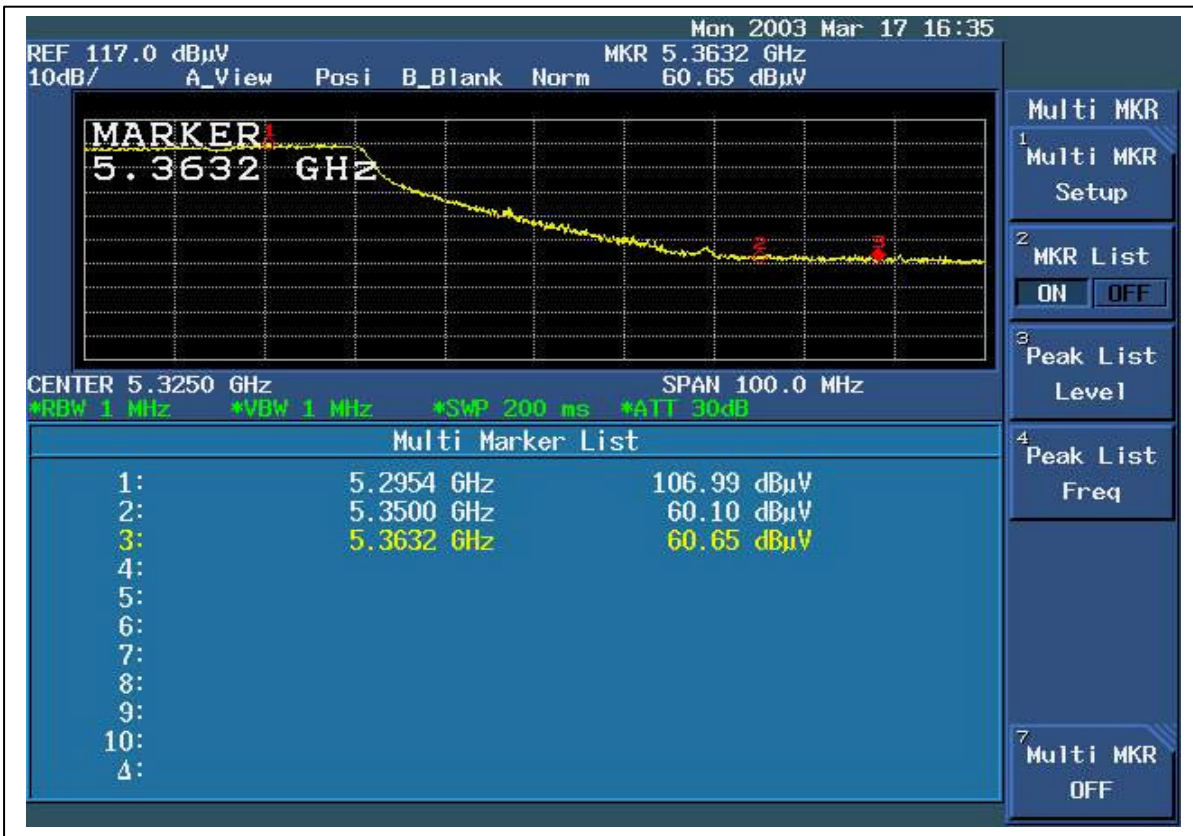 Mon 2003 Mar 17 16:35
REF 117.0 dBµV MKR 5.3632 GHz
10dB/ A_View Posi B_Blank Norm 60.65 dBµV
MARKER
5.3632 GHz
1
2
3
CENTER 5.3250 GHz SPAN 100.0 MHz
*RBW 1 MHz *VBW 1 MHz *SWP 200 ms *ATT 30dB
Multi Marker List
1: 5.2954 GHz 106.99 dBµV
2: 5.3500 GHz 60.10 dBµV
3: 5.3632 GHz 60.65 dBµV
4:
5:
6:
7:
8:
9:
10:
Δ:
Multi MKR
1
Multi MKR
Setup
2
MKR List
ON OFF
3
Peak List
Level
4
Peak List
Freq
7
Multi MKR
OFF